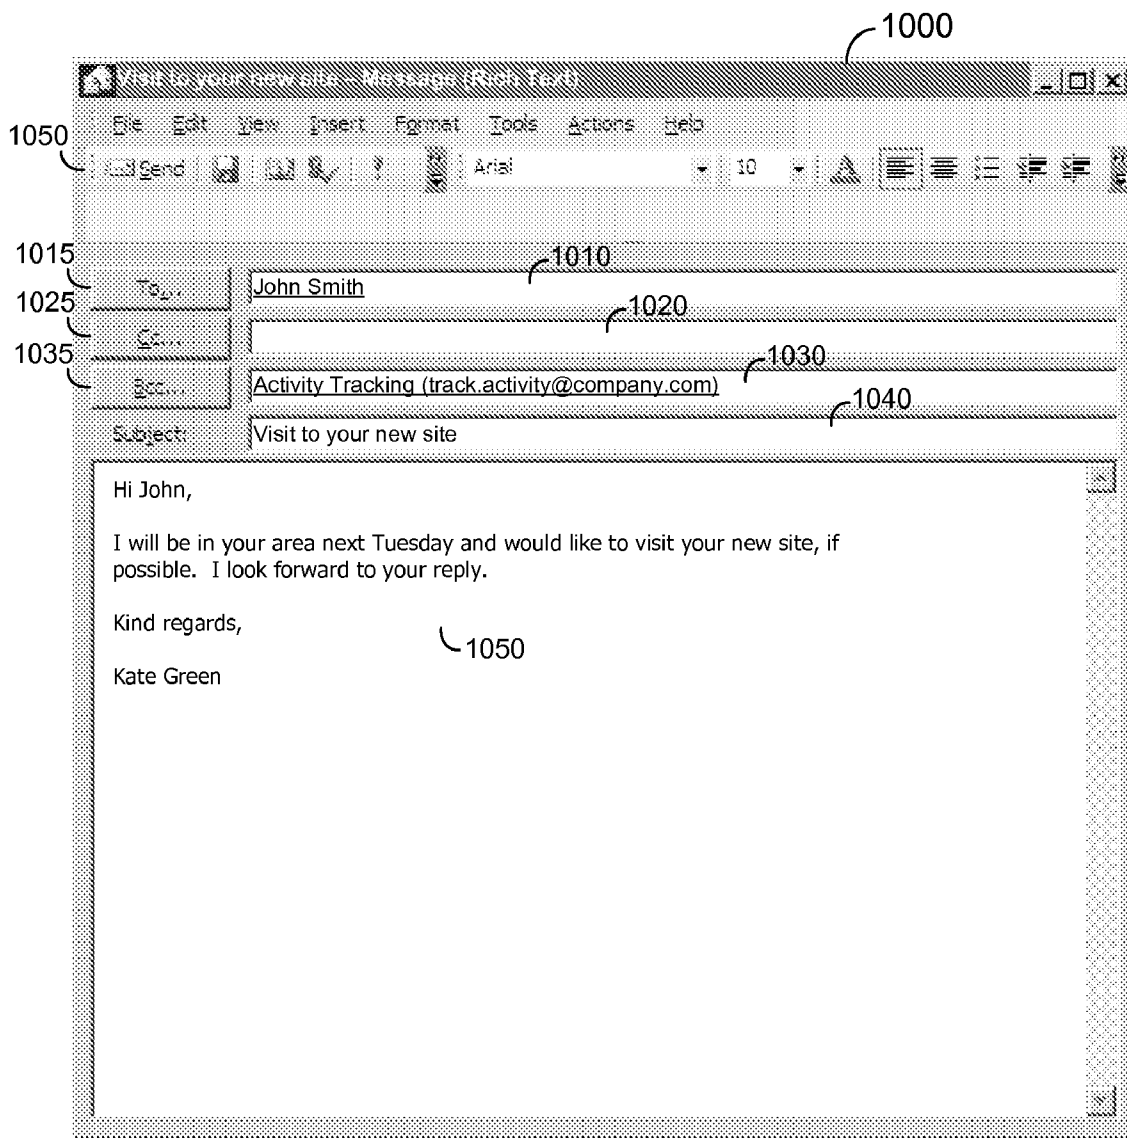 1000
Visit to your new site - Message (Rich Text)
File Edit View Insert Format Tools Actions Help
1050
Send Arial 10
1015
1010
To... John Smith
1025
1020
Cc...
1035
1030
Bcc... Activity Tracking (track.activity@company.com)
1040
Subject: Visit to your new site
Hi John,
I will be in your area next Tuesday and would like to visit your new site, if
possible. I look forward to your reply.
Kind regards,
1050
Kate Green